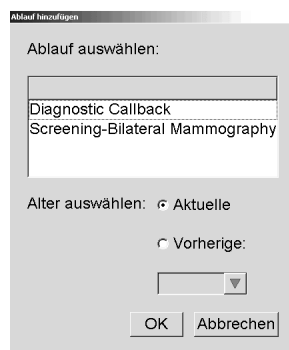 Ablauf hinzufügen
Ablauf auswählen:
Diagnostic Callback
Screening-Bilateral Mammography
Alter auswählen: Aktuelle
Vorherige:
OK Abbrechen